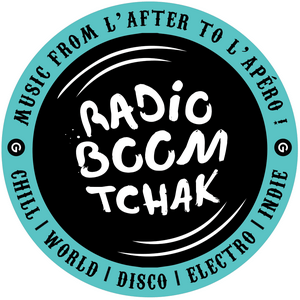 MUSIC FROM L'AFTER TO L'APÉRO !
RADiO
BOOM
TCHAK
G
G
CHILL | WORLD | DISCO | ELECTRO | INDIE